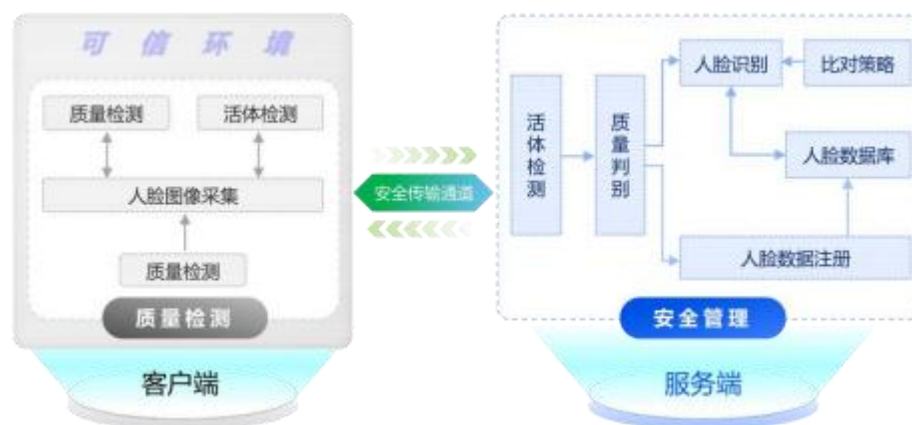 可信环境
质量检测
活体检测
人脸图像采集
质量检测
质量检测
客户端
安全传输通道
活体检测
质量判别
人脸识别
比对策略
人脸数据库
人脸数据注册
安全管理
服务端